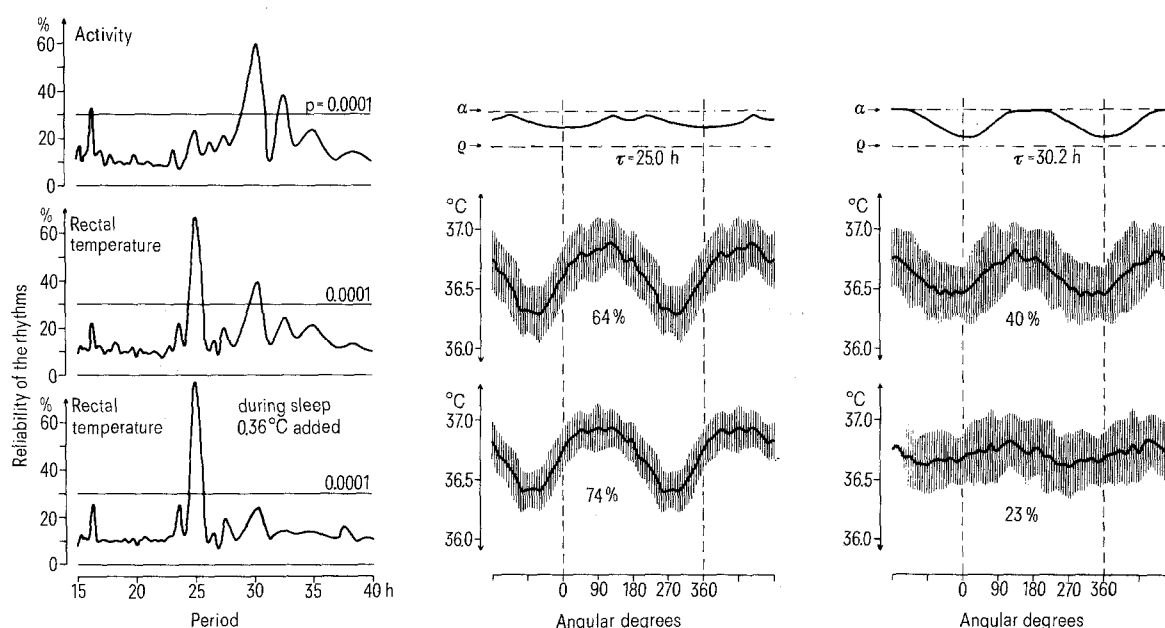 Reliability of the rhythms
%
Activity
60
40
20
0
p = 0.0001
%
Rectal
temperature
60
40
20
0
0.0001
%
Rectal
temperature
during sleep
0.36°C added
60
40
20
0
0.0001
15 20 25 30 35 40 h
Period
α
ϱ
τ = 25.0 h
°C
37.0
36.5
36.0
64 %
°C
37.0
36.5
36.0
74 %
0 90 180 270 360
Angular degrees
α
ϱ
τ = 30.2 h
°C
37.0
36.5
36.0
40 %
°C
37.0
36.5
36.0
23 %
0 90 180 270 360
Angular degrees